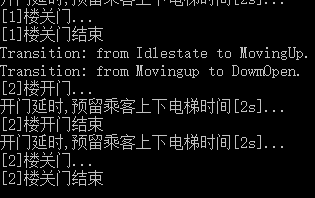 开门延时,预留乘客上下电梯时间[2s]...
[1]楼关门...
[1]楼关门结束
Transition: from Idlestate to MovingUp.
Transition: from Movingup to DowmOpen.
[2]楼开门...
开门延时,预留乘客上下电梯时间[2s]...
[2]楼开门结束
开门延时,预留乘客上下电梯时间[2s]...
[2]楼关门...
[2]楼关门结束